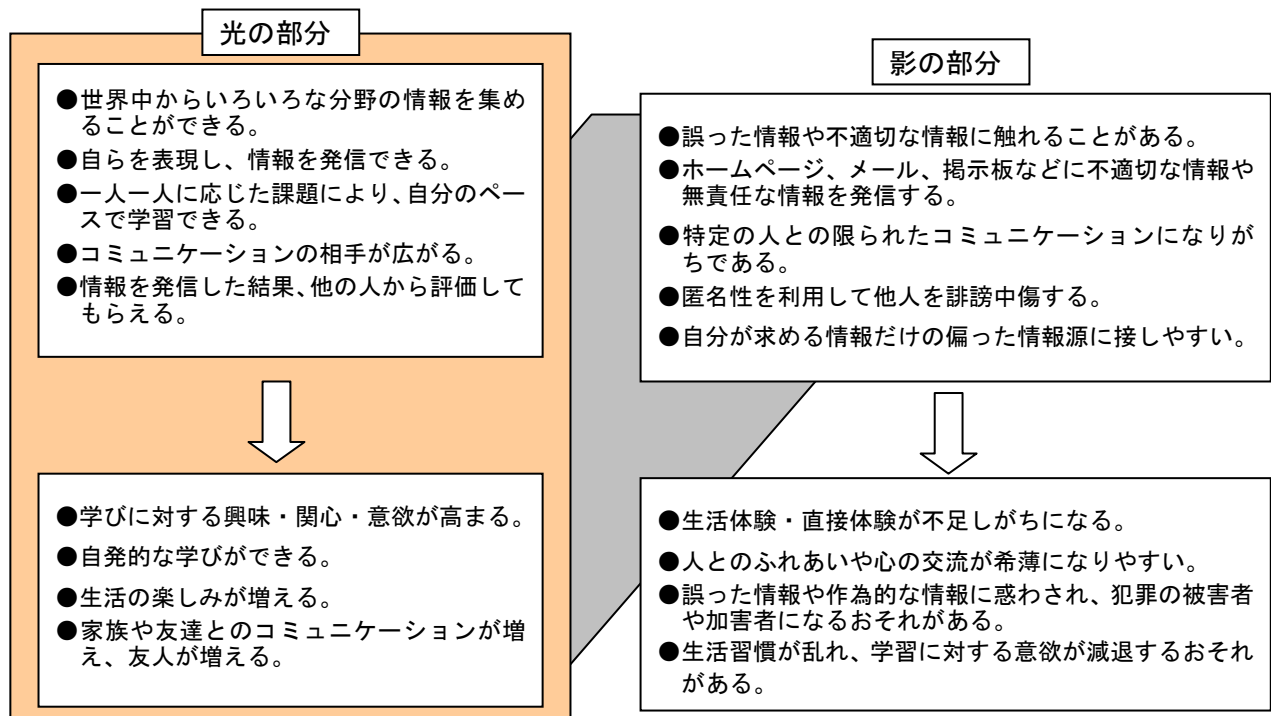 光の部分
●世界中からいろいろな分野の情報を集め
ることができる。
●自らを表現し、情報を発信できる。
●一人一人に応じた課題により、自分のペー
スで学習できる。
●コミュニケーションの相手が広がる。
●情報を発信した結果、他の人から評価して
もらえる。
●学びに対する興味・関心・意欲が高まる。
●自発的な学びができる。
●生活の楽しみが増える。
●家族や友達とのコミュニケーションが増
え、友人が増える。
影の部分
●誤った情報や不適切な情報に触れることがある。
●ホームページ、メール、掲示板などに不適切な情報や
無責任な情報を発信する。
●特定の人との限られたコミュニケーションになりが
ちである。
●匿名性を利用して他人を誹謗中傷する。
●自分が求める情報だけの偏った情報源に接しやすい。
●生活体験・直接体験が不足しがちになる。
●人とのふれあいや心の交流が希薄になりやすい。
●誤った情報や作為的な情報に惑わされ、犯罪の被害者
や加害者になるおそれがある。
●生活習慣が乱れ、学習に対する意欲が減退するおそれ
がある。